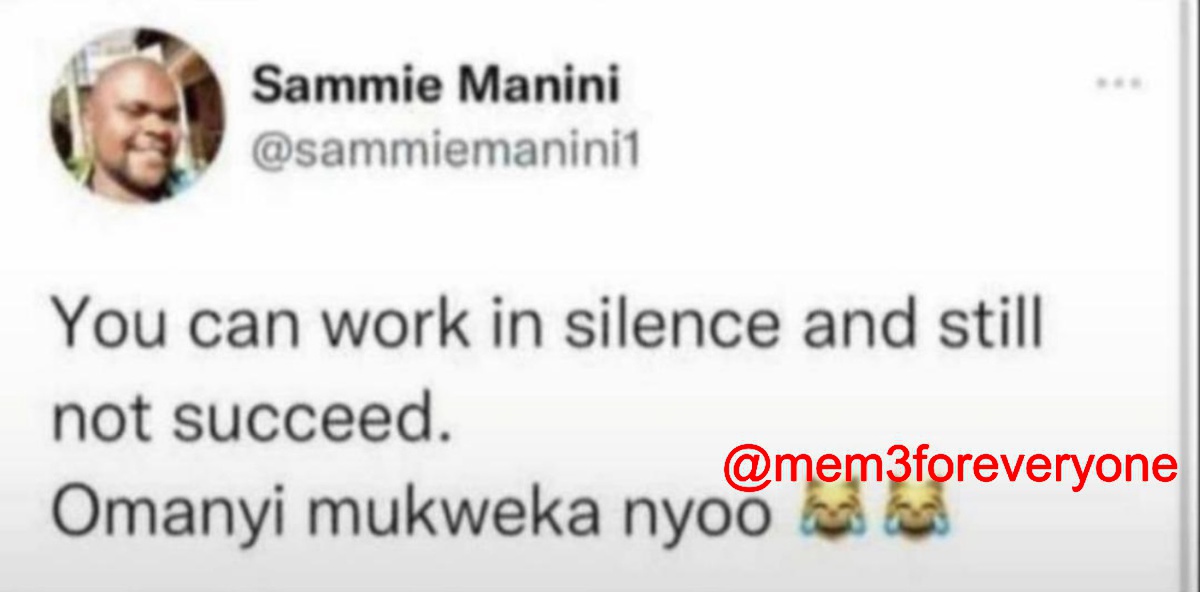 Sammie Manini
@sammiemanini1
You can work in silence and still
not succeed.
@mem3foreveryone
Omanyi mukweka nyoo 😹😹